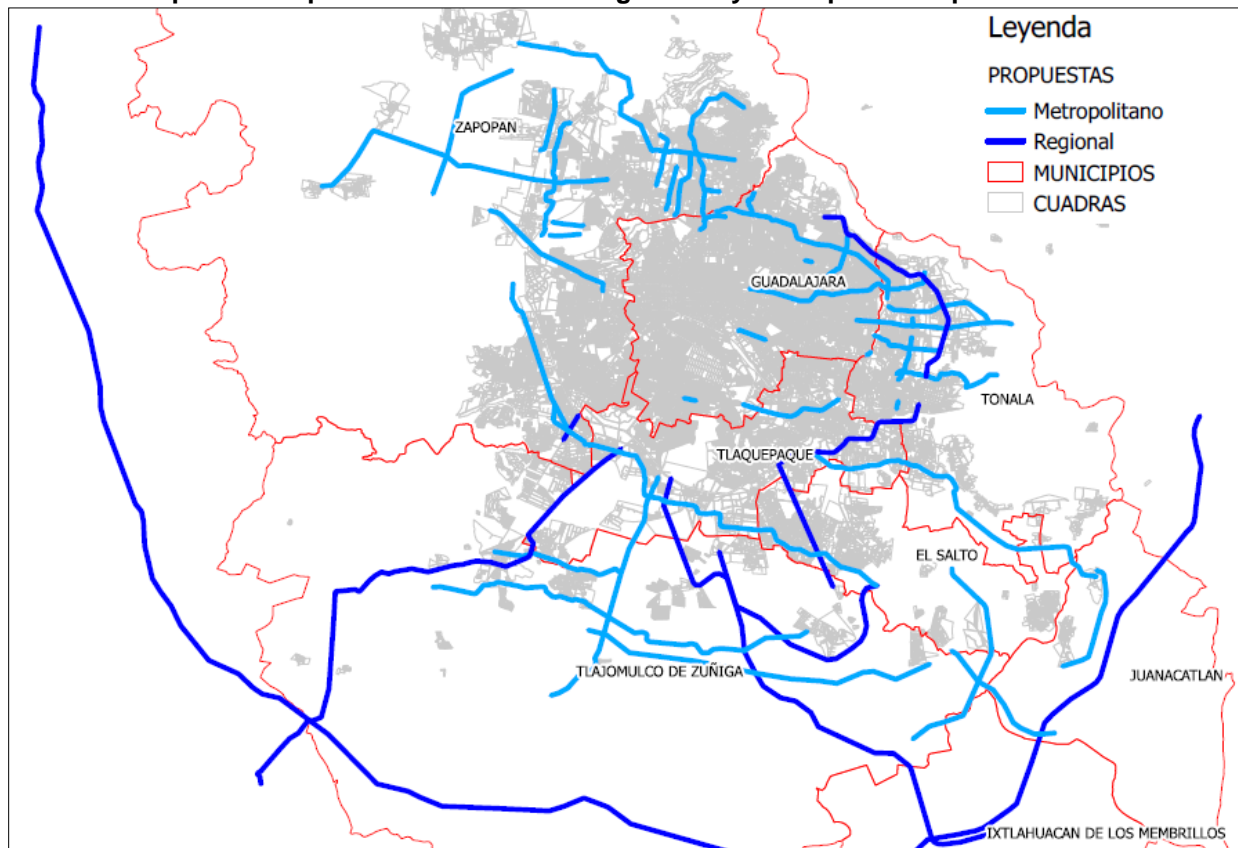 Leyenda
PROPUESTAS
Metropolitano
Regional
MUNICIPIOS
CUADRAS
ZAPOPAN
GUADALAJARA
TONALA
TLAQUEPAQUE
EL SALTO
TLAJOMULCO DE ZUÑIGA
JUANACATLAN
IXTLAHUACAN DE LOS MEMBRILLOS